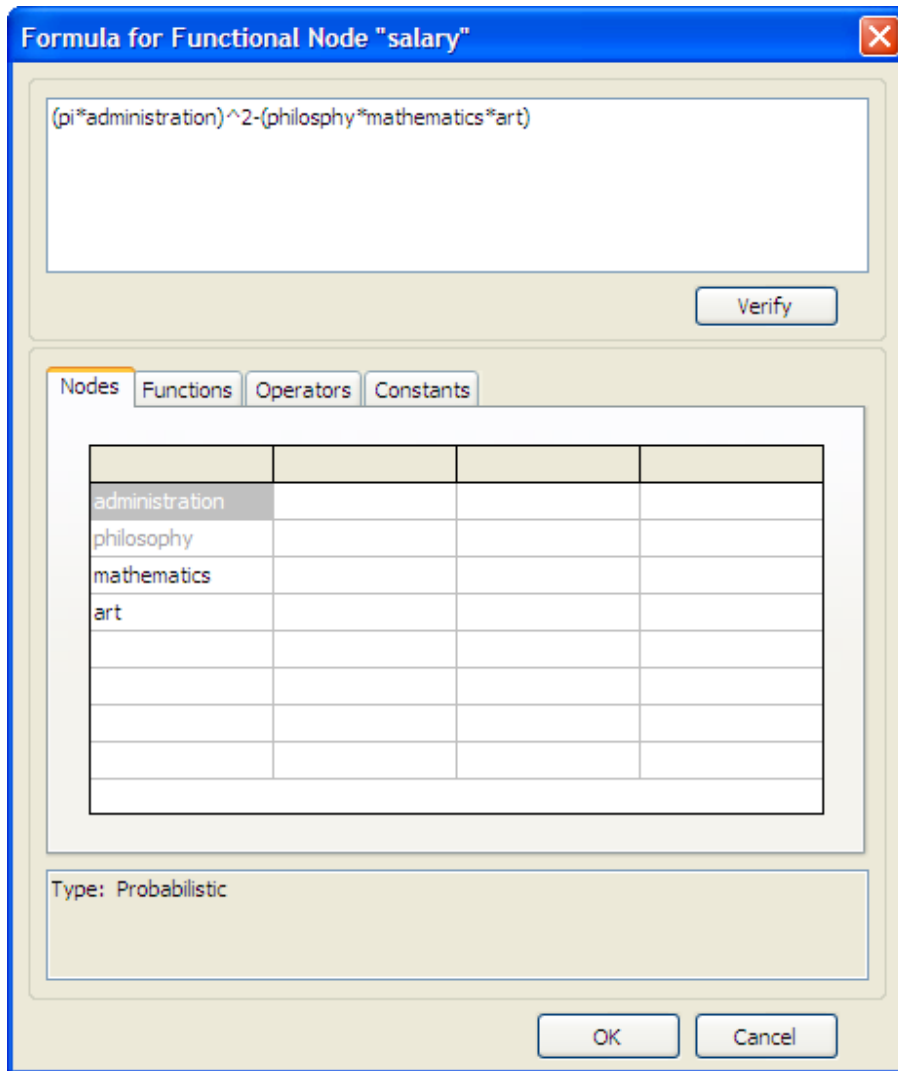 Formula for Functional Node "salary"
(pi*administration)^2-(philosphy*mathematics*art)
Verify
Nodes Functions Operators Constants
administration
philosophy
mathematics
art
Type: Probabilistic
OK Cancel